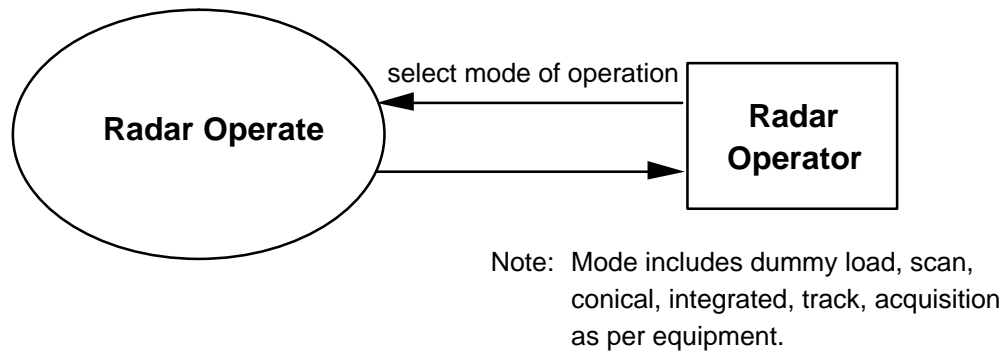 select mode of operation
Radar Operate
Radar
Operator
Note: Mode includes dummy load, scan,
conical, integrated, track, acquisition
as per equipment.